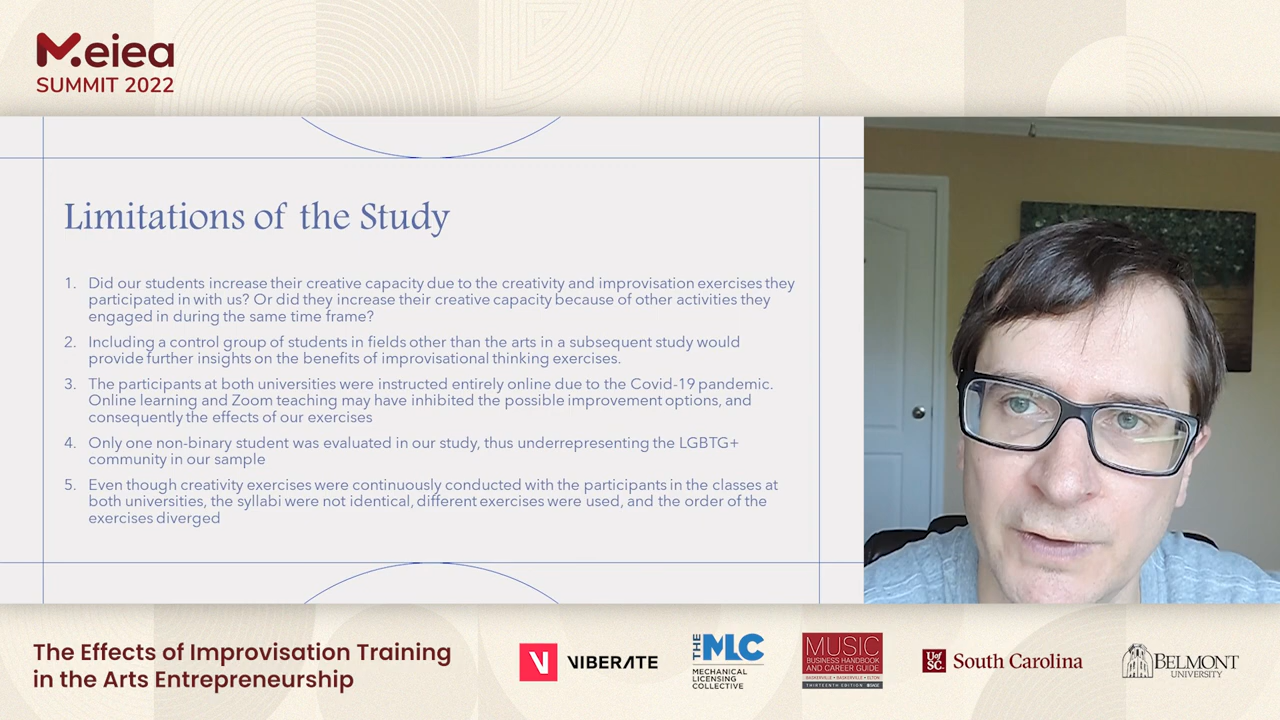 meiea
SUMMIT 2022
Limitations of the Study
1. Did our students increase their creative capacity due to the creativity and improvisation exercises they
participated in with us? Or did they increase their creative capacity because of other activities they
engaged in during the same time frame?
2. Including a control group of students in fields other than the arts in a subsequent study would
provide further insights on the benefits of improvisational thinking exercises.
3. The participants at both universities were instructed entirely online due to the Covid-19 pandemic.
Online learning and Zoom teaching may have inhibited the possible improvement options, and
consequently the effects of our exercises
4. Only one non-binary student was evaluated in our study, thus underrepresenting the LGBTG+
community in our sample
5. Even though creativity exercises were continuously conducted with the participants in the classes at
both universities, the syllabi were not identical, different exercises were used, and the order of the
exercises diverged
The Effects of Improvisation Training
in the Arts Entrepreneurship
VIBERATE
THE MLC
MECHANICAL
LICENSING
COLLECTIVE
MUSIC
BUSINESS HANDBOOK
AND CAREER GUIDE
BASKERVILLE • BASKERVILLE • ELTON
THIRTEENTH EDITION
UofSC South Carolina
BELMONT
UNIVERSITY